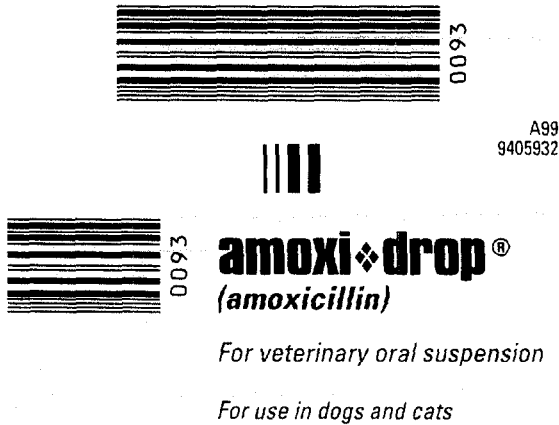 0093
A99
9405932
0093
amoxi❖drop®
(amoxicillin)
For veterinary oral suspension
For use in dogs and cats